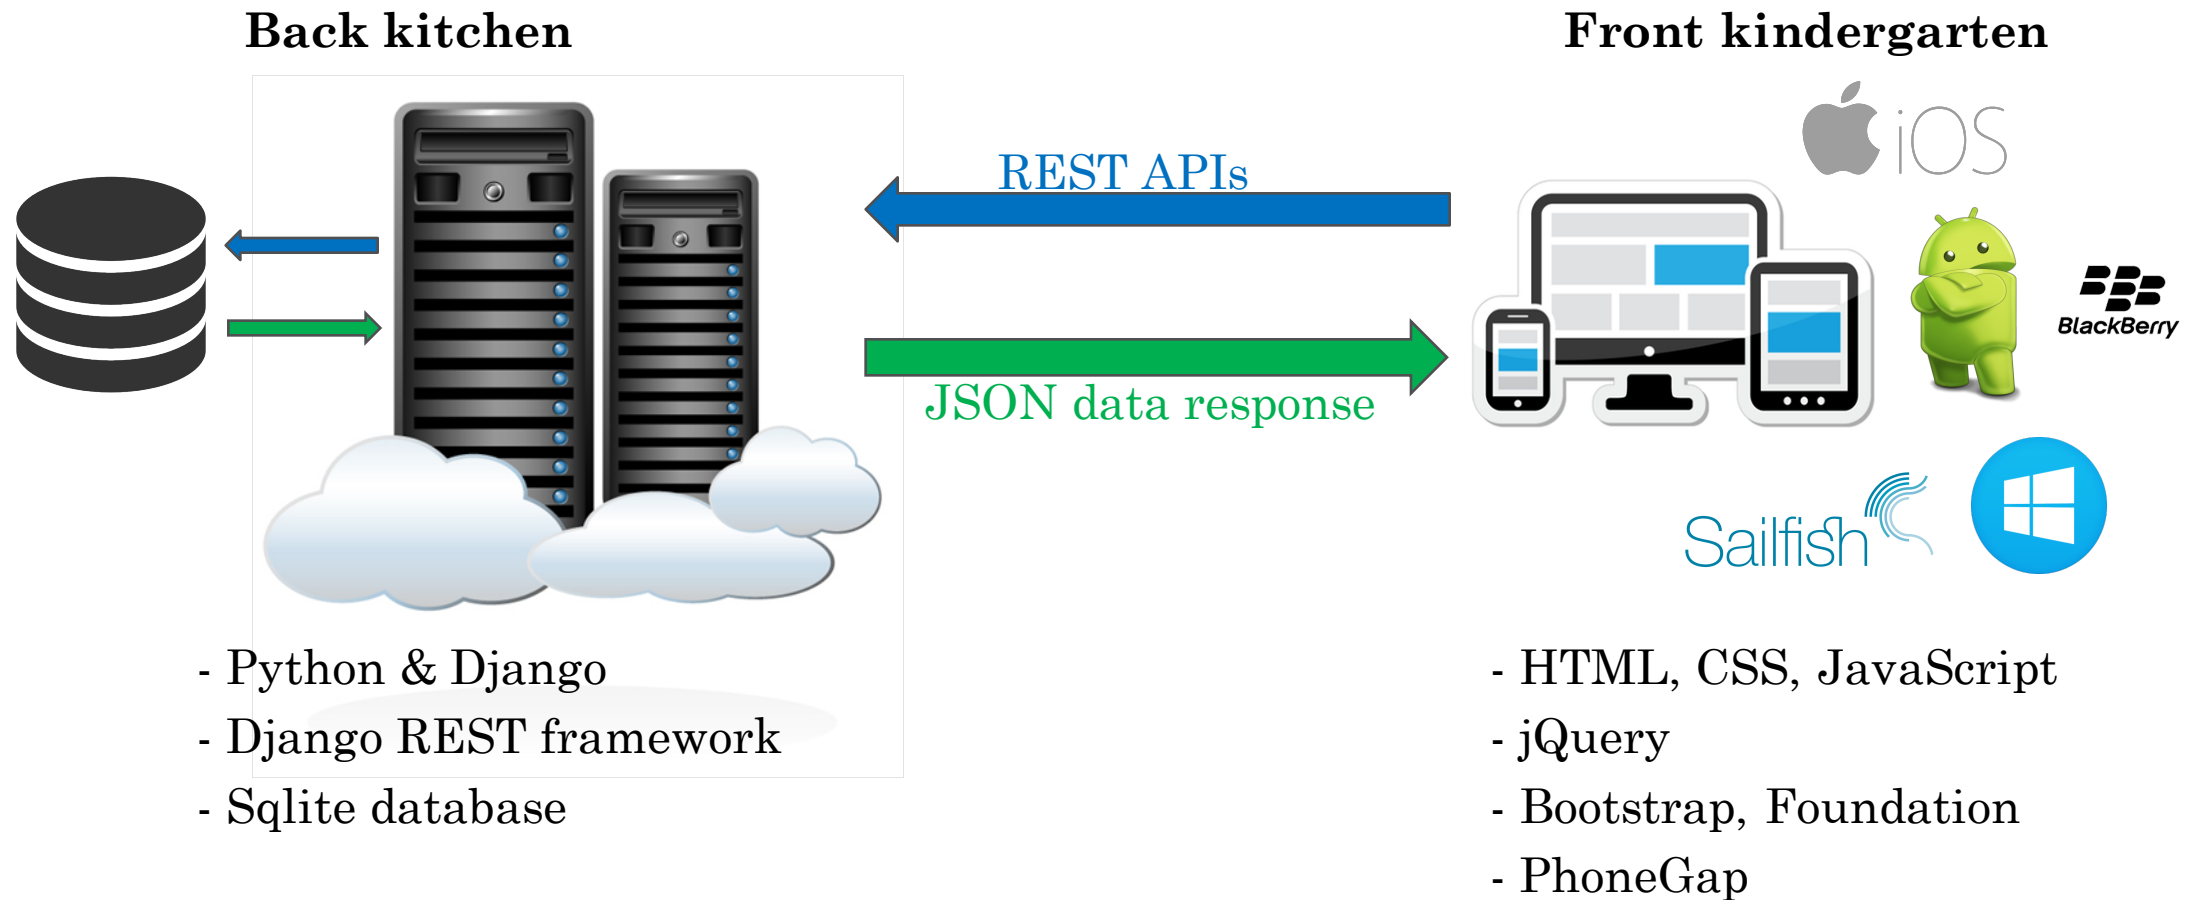 Back kitchen
Front kindergarten
iOS
REST APIs
BlackBerry
JSON data response
Sailfish
- Python & Django
- Django REST framework
- Sqlite database
- HTML, CSS, JavaScript
- jQuery
- Bootstrap, Foundation
- PhoneGap